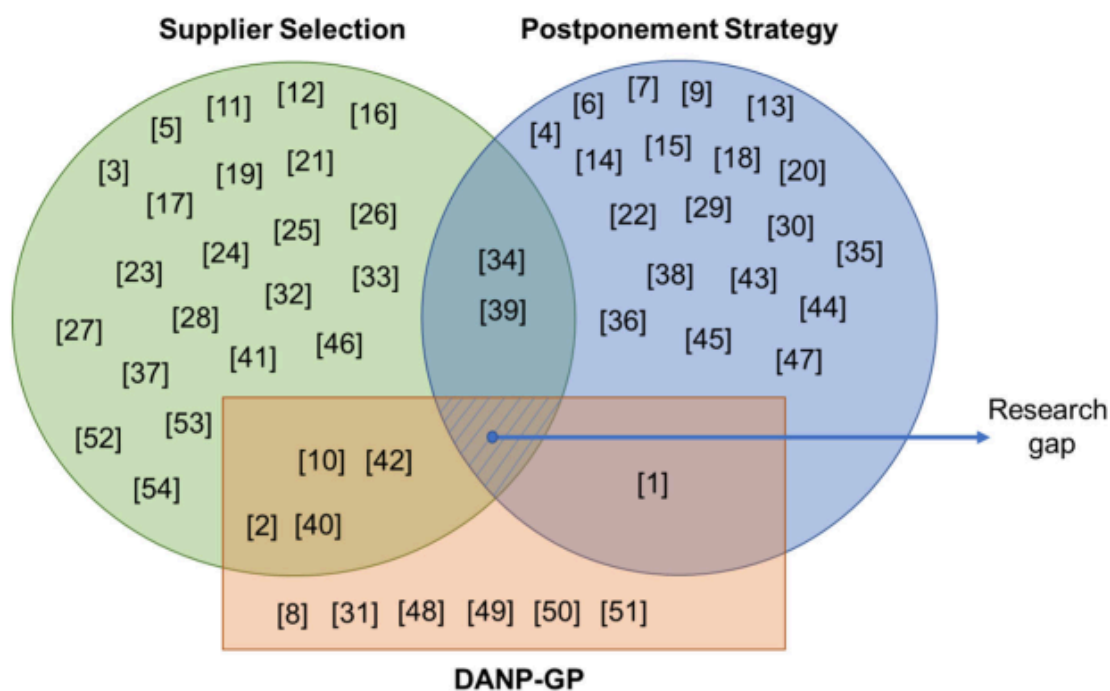 Supplier Selection Postponement Strategy
[12] [7] [9]
[11] [16] [6] [13]
[5] [4]
[3] [19] [21] [14] [15] [18] [20]
[17] [26] [22] [29] [30]
[25]
[24] [34] [35]
[23] [33] [38] [43]
[32] [39] [44]
[27] [28] [46] [36] [45]
[41] [47]
[37]
[53] Research
[52] gap
[10] [42]
[54] [1]
[2] [40]
[8] [31] [48] [49] [50] [51]
DANP-GP